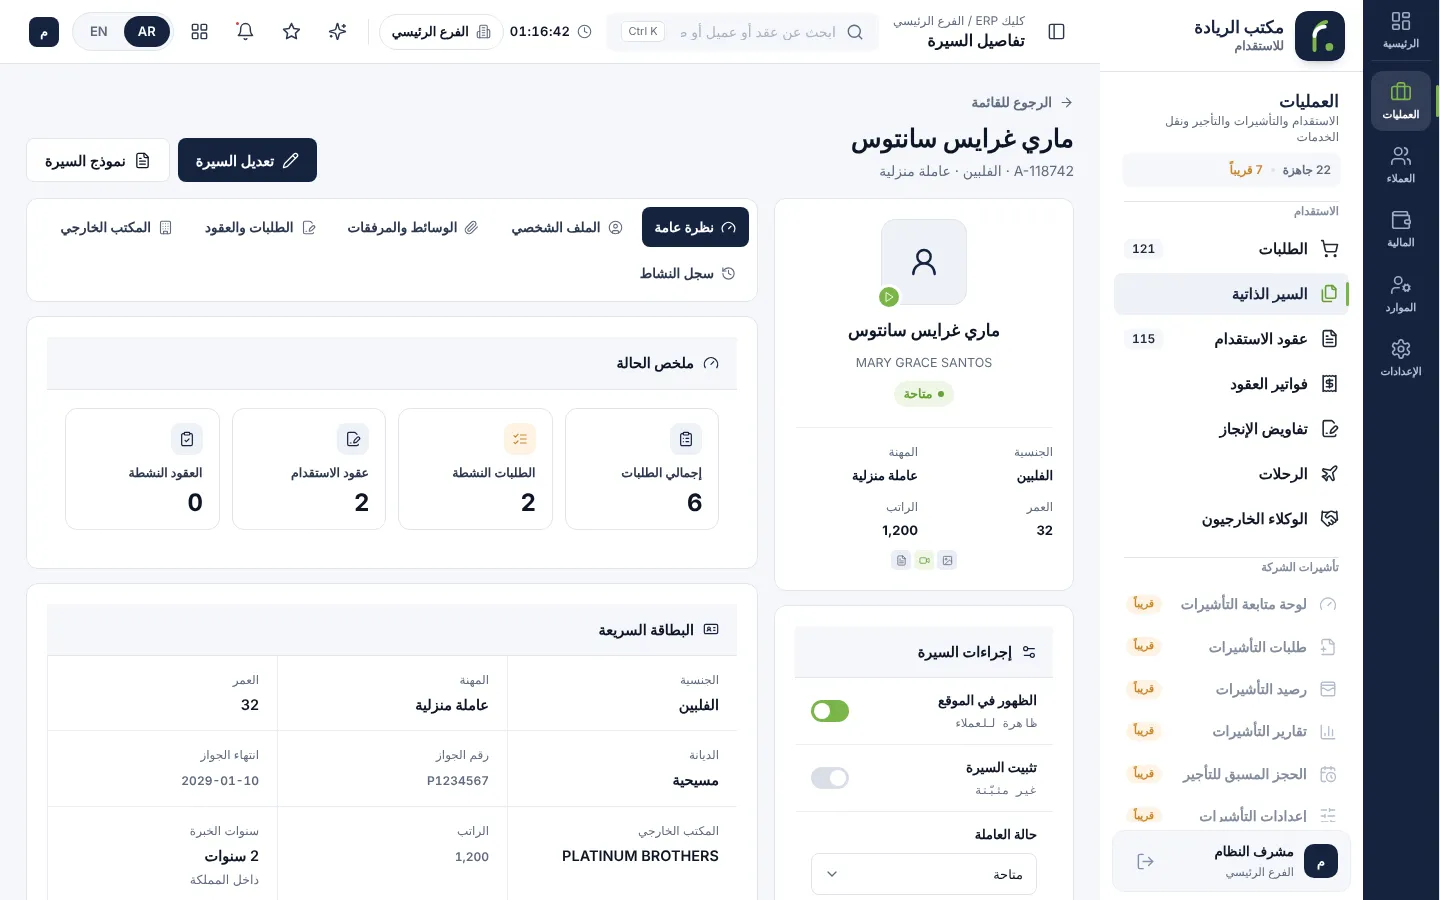 الرئيسية
العمليات
العملاء
المالية
الموارد
الإعدادات
مكتب الريادة
للاستقدام
العمليات
الاستقدام والتأشيرات والتأجير ونقل
الخدمات
22 جاهزة • 7 قريباً
الاستقدام
الطلبات 121
السير الذاتية
عقود الاستقدام 115
فواتير العقود
تفاويض الإنجاز
الرحلات
الوكلاء الخارجيون
تأشيرات الشركة
لوحة متابعة التأشيرات قريباً
طلبات التأشيرات قريباً
رصيد التأشيرات قريباً
تقارير التأشيرات قريباً
الحجز المسبق للتأجير قريباً
إعدادات التأشيرات قريباً
م
مشرف النظام
الفرع الرئيسي
كليك ERP / الفرع الرئيسي
تفاصيل السيرة
ابحث عن عقد أو عميل أو ص Ctrl K
01:16:42
الفرع الرئيسي
AR EN
م
الرجوع للقائمة
ماري غرايس سانتوس
A-118742 · الفلبين · عاملة منزلية
تعديل السيرة
نموذج السيرة
ماري غرايس سانتوس
MARY GRACE SANTOS
متاحة
الجنسية المهنة
الفلبين عاملة منزلية
العمر الراتب
32 1,200
إجراءات السيرة
الظهور في الموقع
ظاهرة للعملاء
تثبيت السيرة
غير مثبّتة
حالة العاملة
متاحة
نظرة عامة
الملف الشخصي
الوسائط والمرفقات
الطلبات والعقود
المكتب الخارجي
سجل النشاط
ملخص الحالة
إجمالي الطلبات
6
الطلبات النشطة
2
عقود الاستقدام
2
العقود النشطة
0
البطاقة السريعة
الجنسية المهنة العمر
الفلبين عاملة منزلية 32
الديانة رقم الجواز انتهاء الجواز
مسيحية P1234567 2029-01-10
المكتب الخارجي الراتب سنوات الخبرة
PLATINUM BROTHERS 1,200 2 سنوات
داخل المملكة